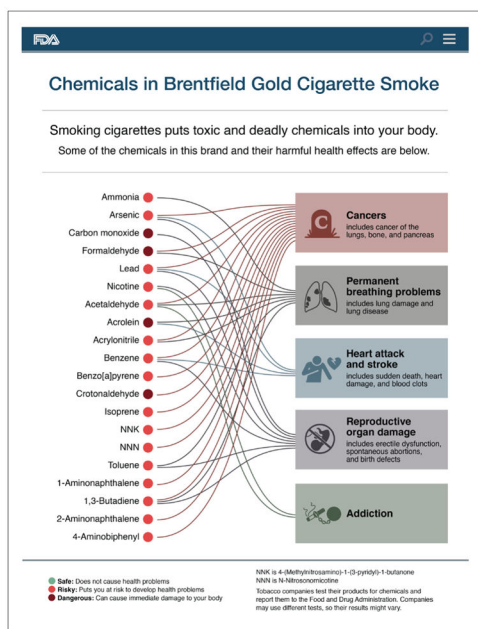 FDA
Chemicals in Brentfield Gold Cigarette Smoke
Smoking cigarettes puts toxic and deadly chemicals into your body.
Some of the chemicals in this brand and their harmful health effects are below.
Ammonia
Arsenic
Carbon monoxide
Formaldehyde
Lead
Nicotine
Acetaldehyde
Acrolein
Acrylonitrile
Benzene
Benzo[a]pyrene
Crotonaldehyde
Isoprene
NNK
NNN
Toluene
1-Aminonaphthalene
1,3-Butadiene
2-Aminonaphthalene
4-Aminobiphenyl
C
Cancers
includes cancer of the
lungs, bone, and pancreas
Permanent
breathing problems
includes lung damage and
lung disease
Heart attack
and stroke
includes sudden death, heart
damage, and blood clots
Reproductive
organ damage
includes erectile dysfunction,
spontaneous abortions,
and birth defects
Addiction
Safe: Does not cause health problems
Risky: Puts you at risk to develop health problems
Dangerous: Can cause immediate damage to your body
NNK is 4-(Methylnitrosamino)-1-(3-pyridyl)-1-butanone
NNN is N-Nitrosonornicotine
Tobacco companies test their products for chemicals and
report them to the Food and Drug Administration. Companies
may use different tests, so their results might vary.